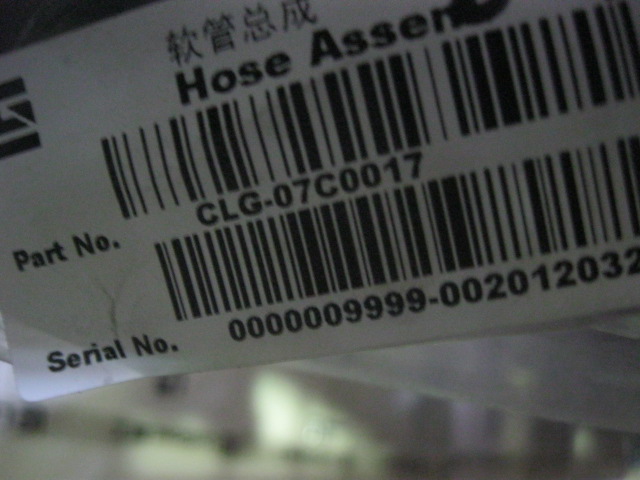 软管总成
Hose Assem
CLG-07C0017
Part No.
0000009999-002012032
Serial No.